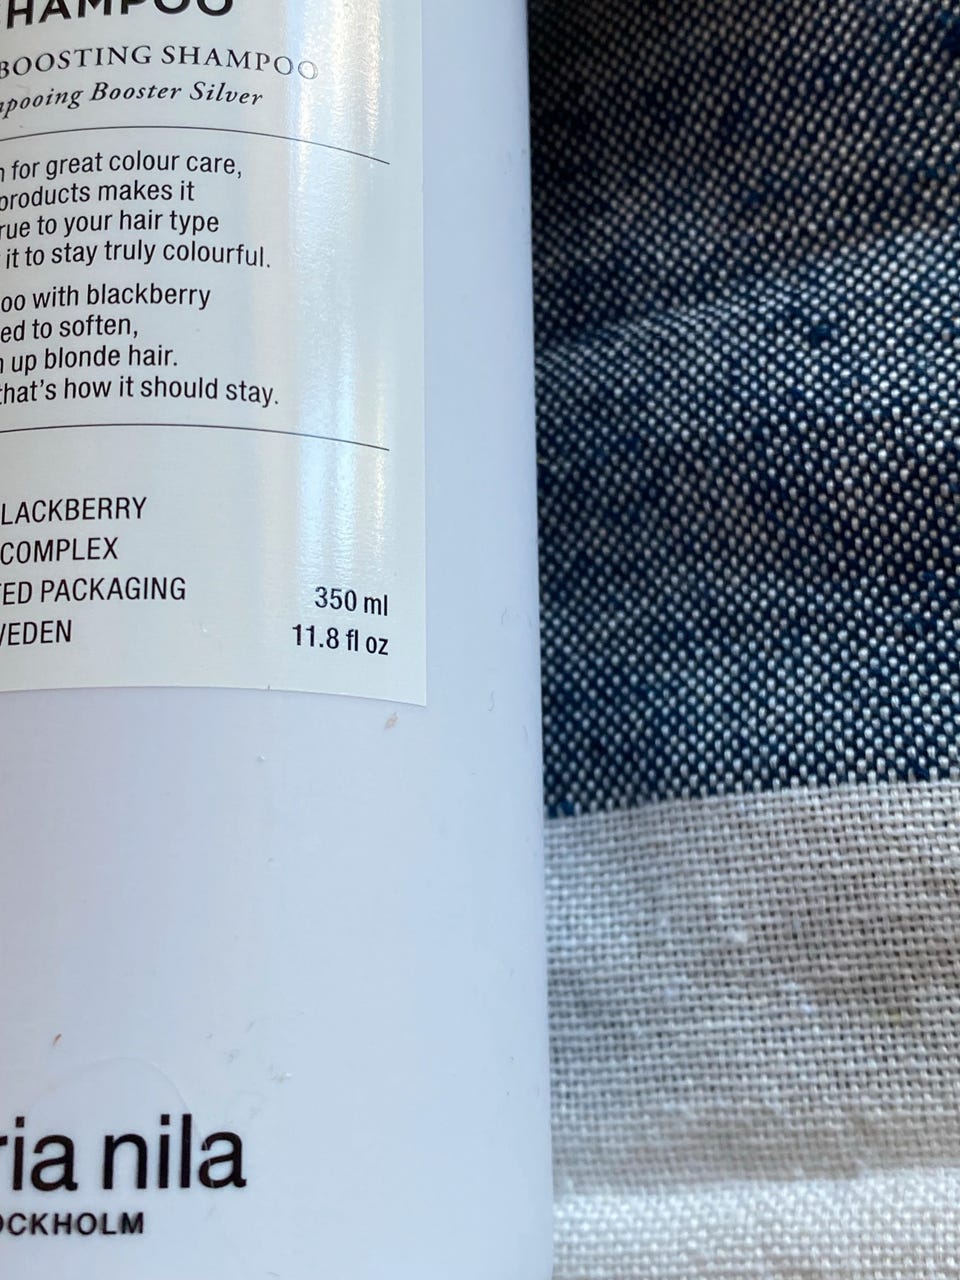 HAMPOO
BOOSTING SHAMPOO
pooing Booster Silver
for great colour care,
products makes it
rue to your hair type
it to stay truly colourful.
oo with blackberry
ed to soften,
up blonde hair.
that's how it should stay.
LACKBERRY
COMPLEX
ED PACKAGING
350 ml
WEDEN
11.8 fl oz
ria nila
OCKHOLM